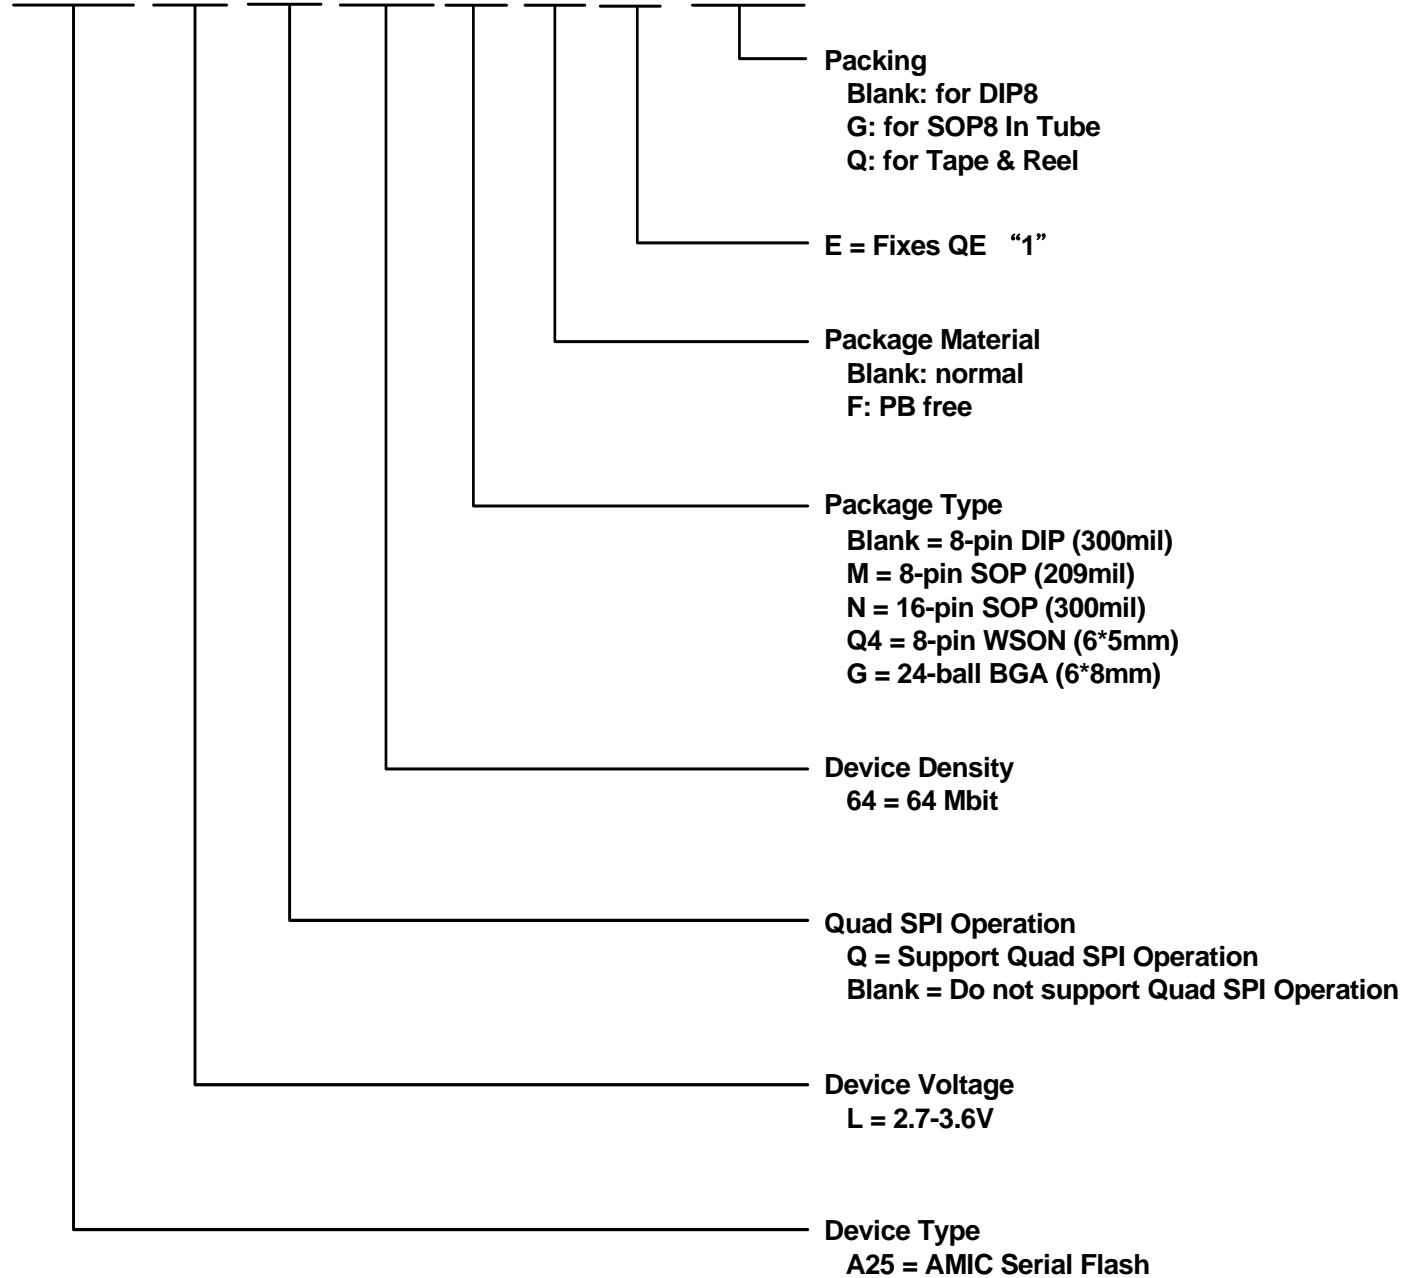 Packing
Blank: for DIP8
G: for SOP8 In Tube
Q: for Tape & Reel
E = Fixes QE “1”
Package Material
Blank: normal
F: PB free
Package Type
Blank = 8-pin DIP (300mil)
M = 8-pin SOP (209mil)
N = 16-pin SOP (300mil)
Q4 = 8-pin WSON (6*5mm)
G = 24-ball BGA (6*8mm)
Device Density
64 = 64 Mbit
Quad SPI Operation
Q = Support Quad SPI Operation
Blank = Do not support Quad SPI Operation
Device Voltage
L = 2.7-3.6V
Device Type
A25 = AMIC Serial Flash